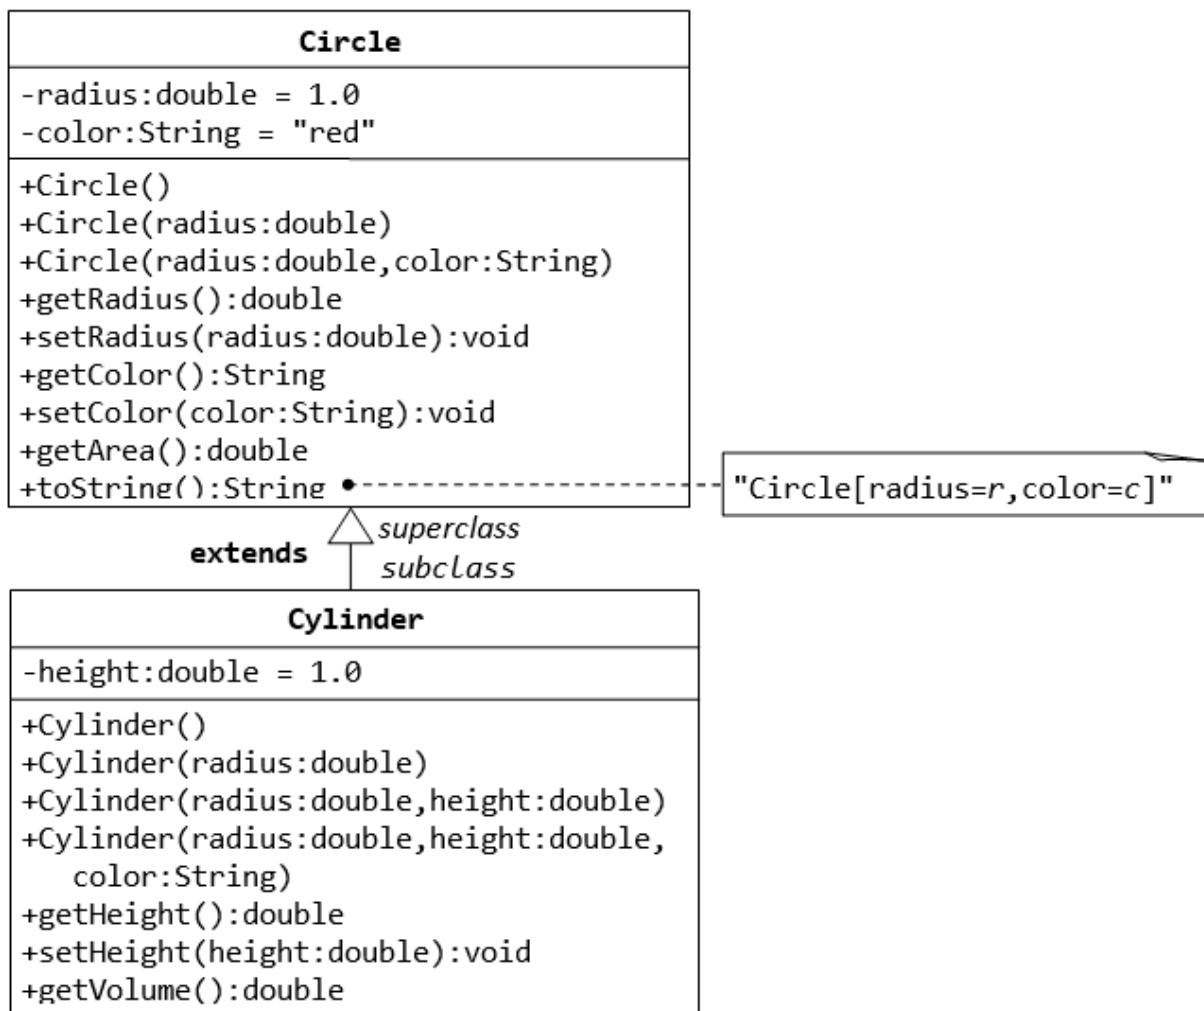 Circle
-radius:double = 1.0
-color:String = "red"
+Circle()
+Circle(radius:double)
+Circle(radius:double,color:String)
+getRadius():double
+setRadius(radius:double):void
+getColor():String
+setColor(color:String):void
+getArea():double
+toString():String
"Circle[radius=r,color=c]"
superclass
extends
subclass
Cylinder
-height:double = 1.0
+Cylinder()
+Cylinder(radius:double)
+Cylinder(radius:double,height:double)
+Cylinder(radius:double,height:double,
color:String)
+getHeight():double
+setHeight(height:double):void
+getVolume():double